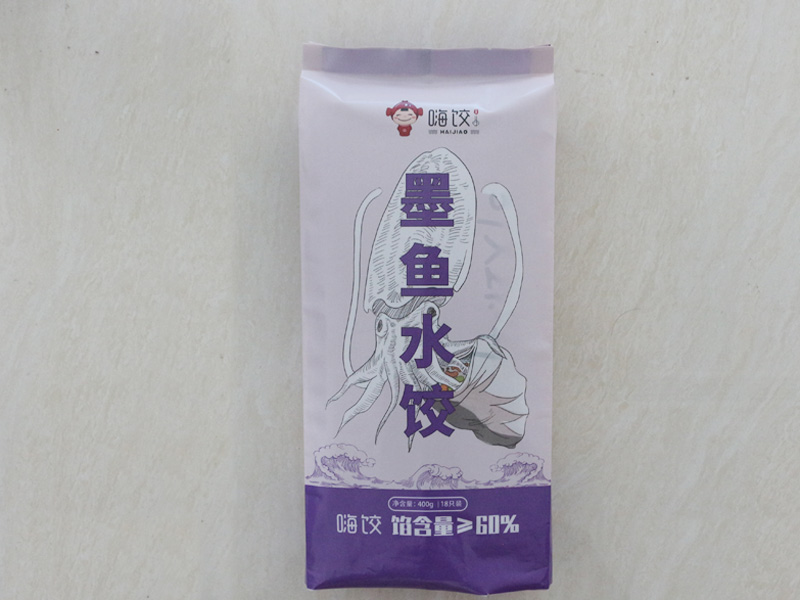 嗨饺
HAIJIAO
墨鱼水饺
净含量：400g｜18只装
嗨饺 馅含量≥60%